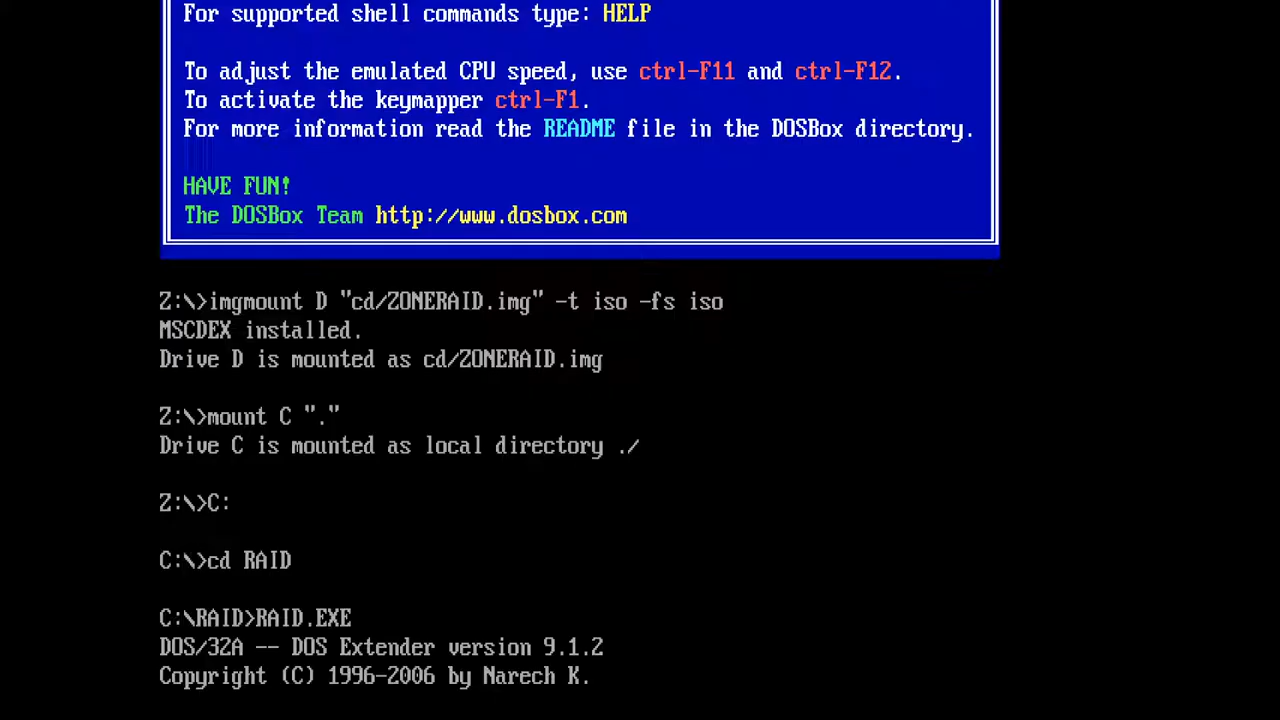 For supported shell commands type: HELP
To adjust the emulated CPU speed, use ctrl-F11 and ctrl-F12.
To activate the keymapper ctrl-F1.
For more information read the README file in the DOSBox directory.
HAVE FUN!
The DOSBox Team http://www.dosbox.com
Z:\>imgmount D "cd/ZONERAID.img" -t iso -fs iso
MSCDEX installed.
Drive D is mounted as cd/ZONERAID.img
Z:\>mount C "."
Drive C is mounted as local directory ./
Z:\>C:
C:\>cd RAID
C:\RAID>RAID.EXE
DOS/32A -- DOS Extender version 9.1.2
Copyright (C) 1996-2006 by Narech K.